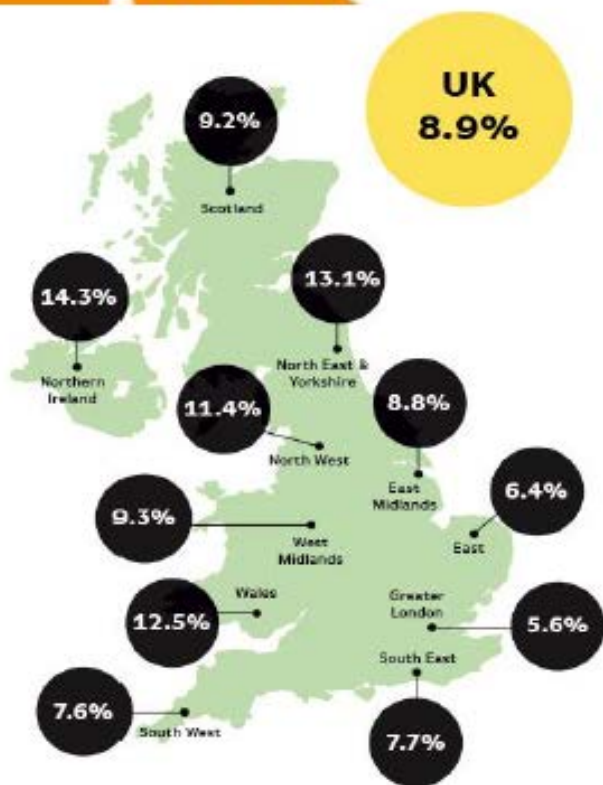 UK
8.9%
9.2%
Scotland
14.3%
Northern
Ireland
13.1%
North East &
Yorkshire
11.4%
North West
8.8%
East
Midlands
6.4%
East
9.3%
West
Midlands
Wales
12.5%
Greater
London
5.6%
South East
7.7%
7.6%
South West